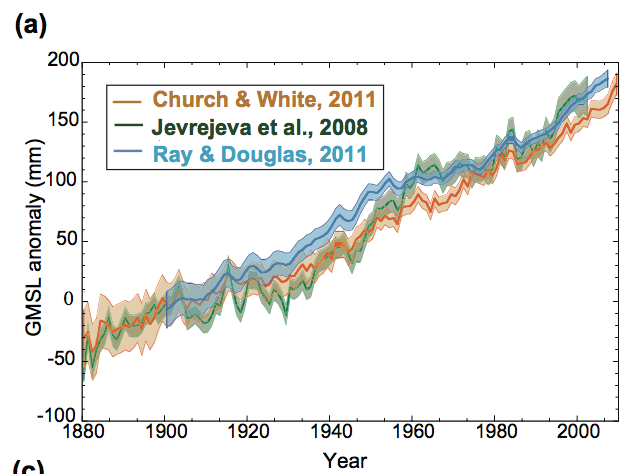 (a)
200
150
100
50
0
-50
-100
GMSL anomaly (mm)
Church & White, 2011
Jevrejeva et al., 2008
Ray & Douglas, 2011
1880 1900 1920 1940 1960 1980 2000
Year
(c)